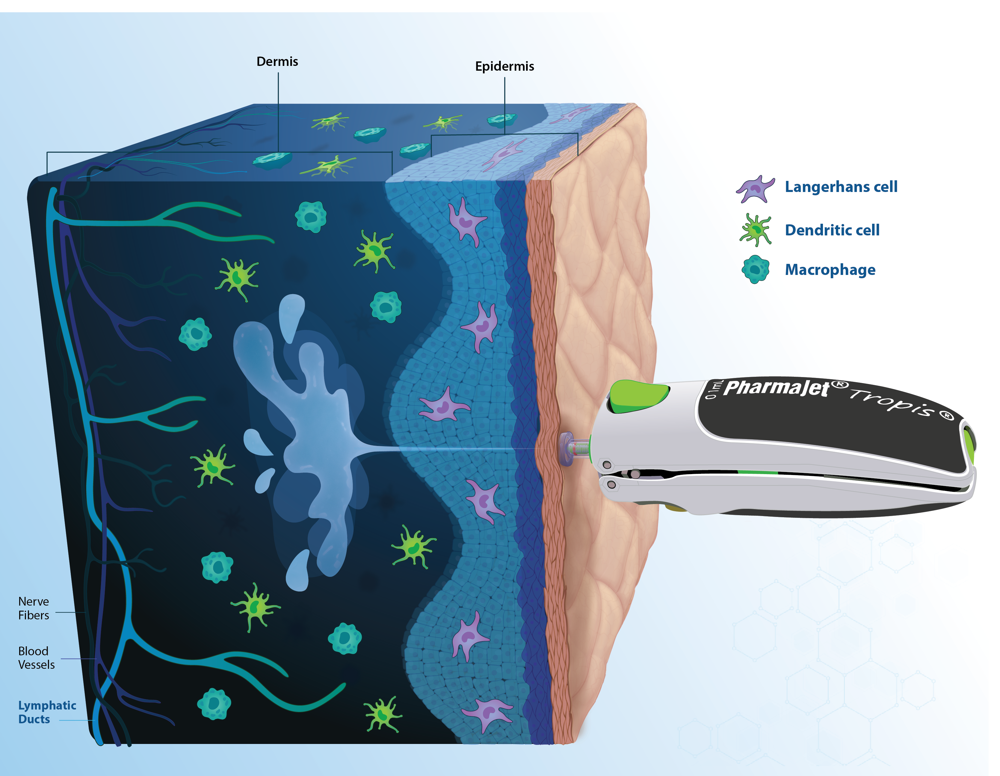 Dermis
Epidermis
Langerhans cell
Dendritic cell
Macrophage
0.1mL PharmaJet® Tropis®
Nerve
Fibers
Blood
Vessels
Lymphatic
Ducts